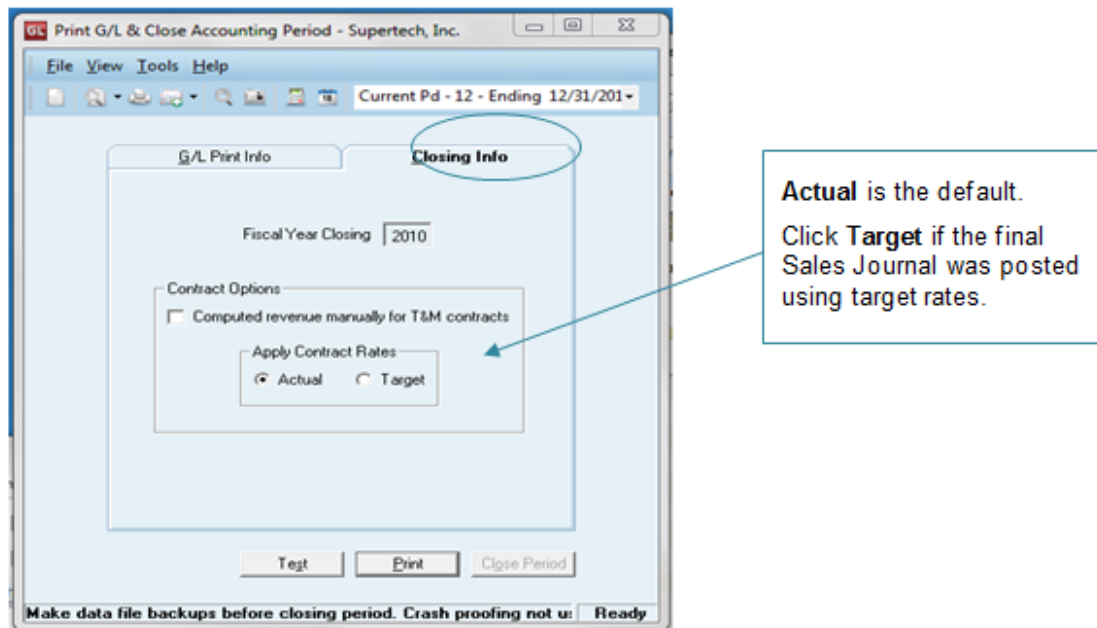 GL Print G/L & Close Accounting Period - Supertech, Inc.
File View Tools Help
Current Pd - 12 - Ending 12/31/201
G/L Print Info Closing Info
Fiscal Year Closing 2010
Contract Options
Computed revenue manually for T&M contracts
Apply Contract Rates
Actual Target
Test Print Close Period
Make data file backups before closing period. Crash proofing not u Ready
Actual is the default.
Click Target if the final
Sales Journal was posted
using target rates.